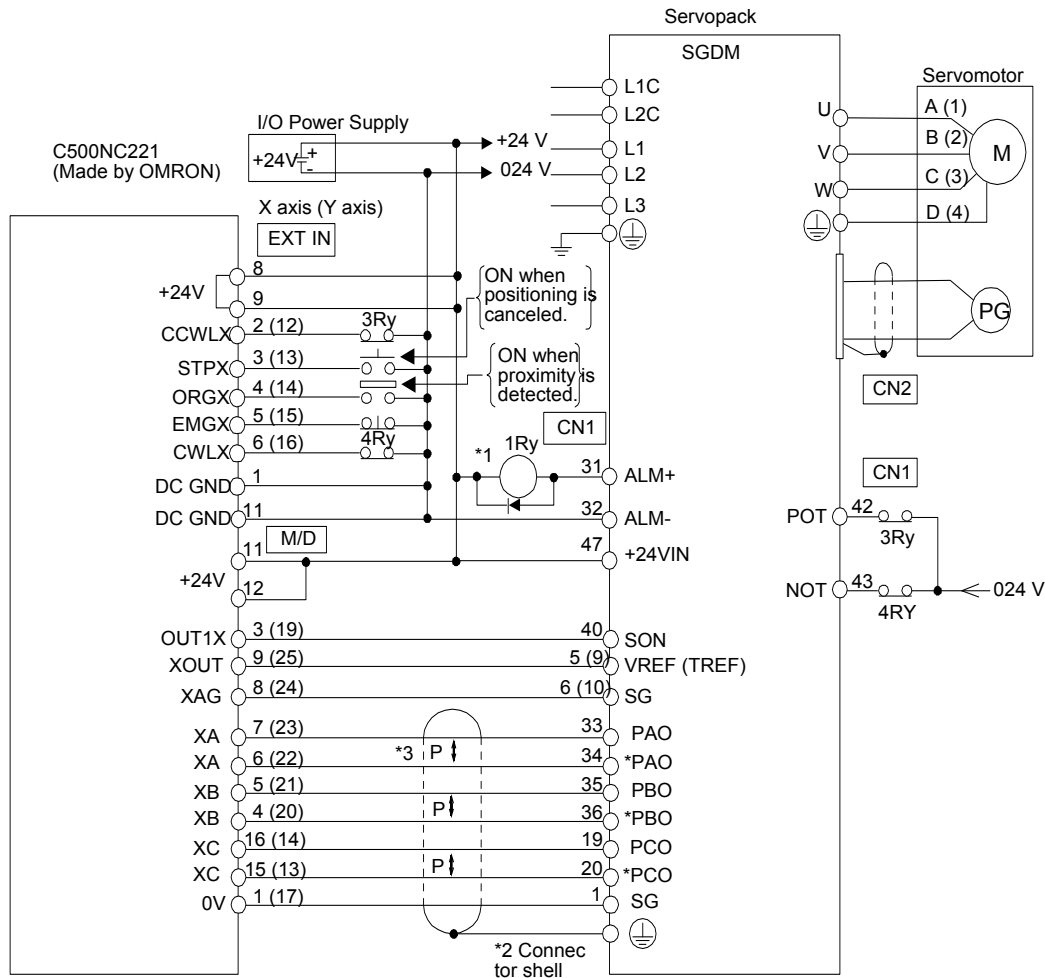 Servopack
SGDM
Servomotor
L1C
L2C
I/O Power Supply
+24V
+
-
+24 V
024 V
L1
L2
L3
C500NC221
(Made by OMRON)
X axis (Y axis)
EXT IN
U
V
W
A (1)
B (2)
C (3)
D (4)
M
PG
CN2
+24V
8
9
CCWLX
2 (12)
3Ry
STPX
3 (13)
ORGX
4 (14)
EMGX
5 (15)
CWLX
6 (16)
4Ry
DC GND
1
DC GND
11
ON when
positioning is
canceled.
ON when
proximity is
detected.
CN1
*1
1Ry
31
ALM+
32
ALM-
47
+24VIN
M/D
11
+24V
12
CN1
POT
42
3Ry
NOT
43
4RY
024 V
OUT1X
3 (19)
40
SON
XOUT
9 (25)
5 (9)
VREF (TREF)
XAG
8 (24)
6 (10)
SG
XA
7 (23)
33
PAO
*3
P
XA
6 (22)
34
*PAO
XB
5 (21)
35
PBO
P
XB
4 (20)
36
*PBO
XC
16 (14)
19
PCO
P
XC
15 (13)
20
*PCO
0V
1 (17)
1
SG
*2 Connec
tor shell